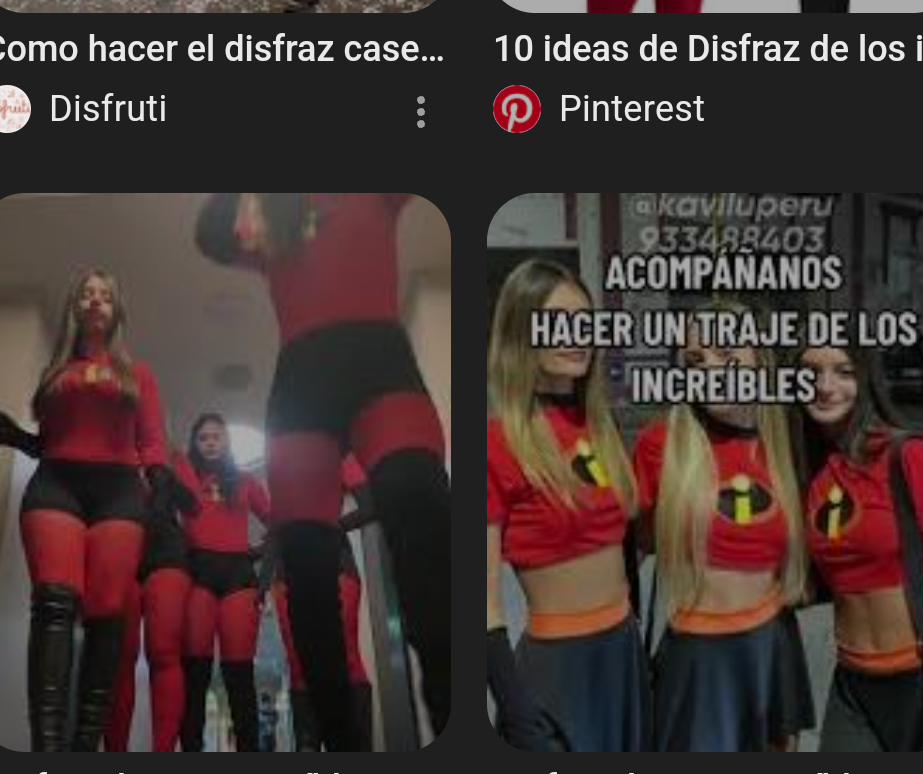 Como hacer el disfraz case...
10 ideas de Disfraz de los i
Disfruti
Pinterest
@kaviluperu
933488403
ACOMPÁÑANOS
HACER UN TRAJE DE LOS
INCREÍBLES